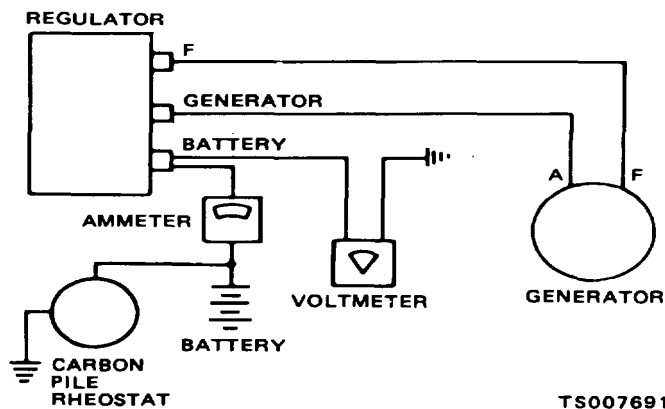 REGULATOR
F
GENERATOR
BATTERY
A
F
AMMETER
VOLTMETER
GENERATOR
BATTERY
CARBON
PILE
RHEOSTAT
TS007691